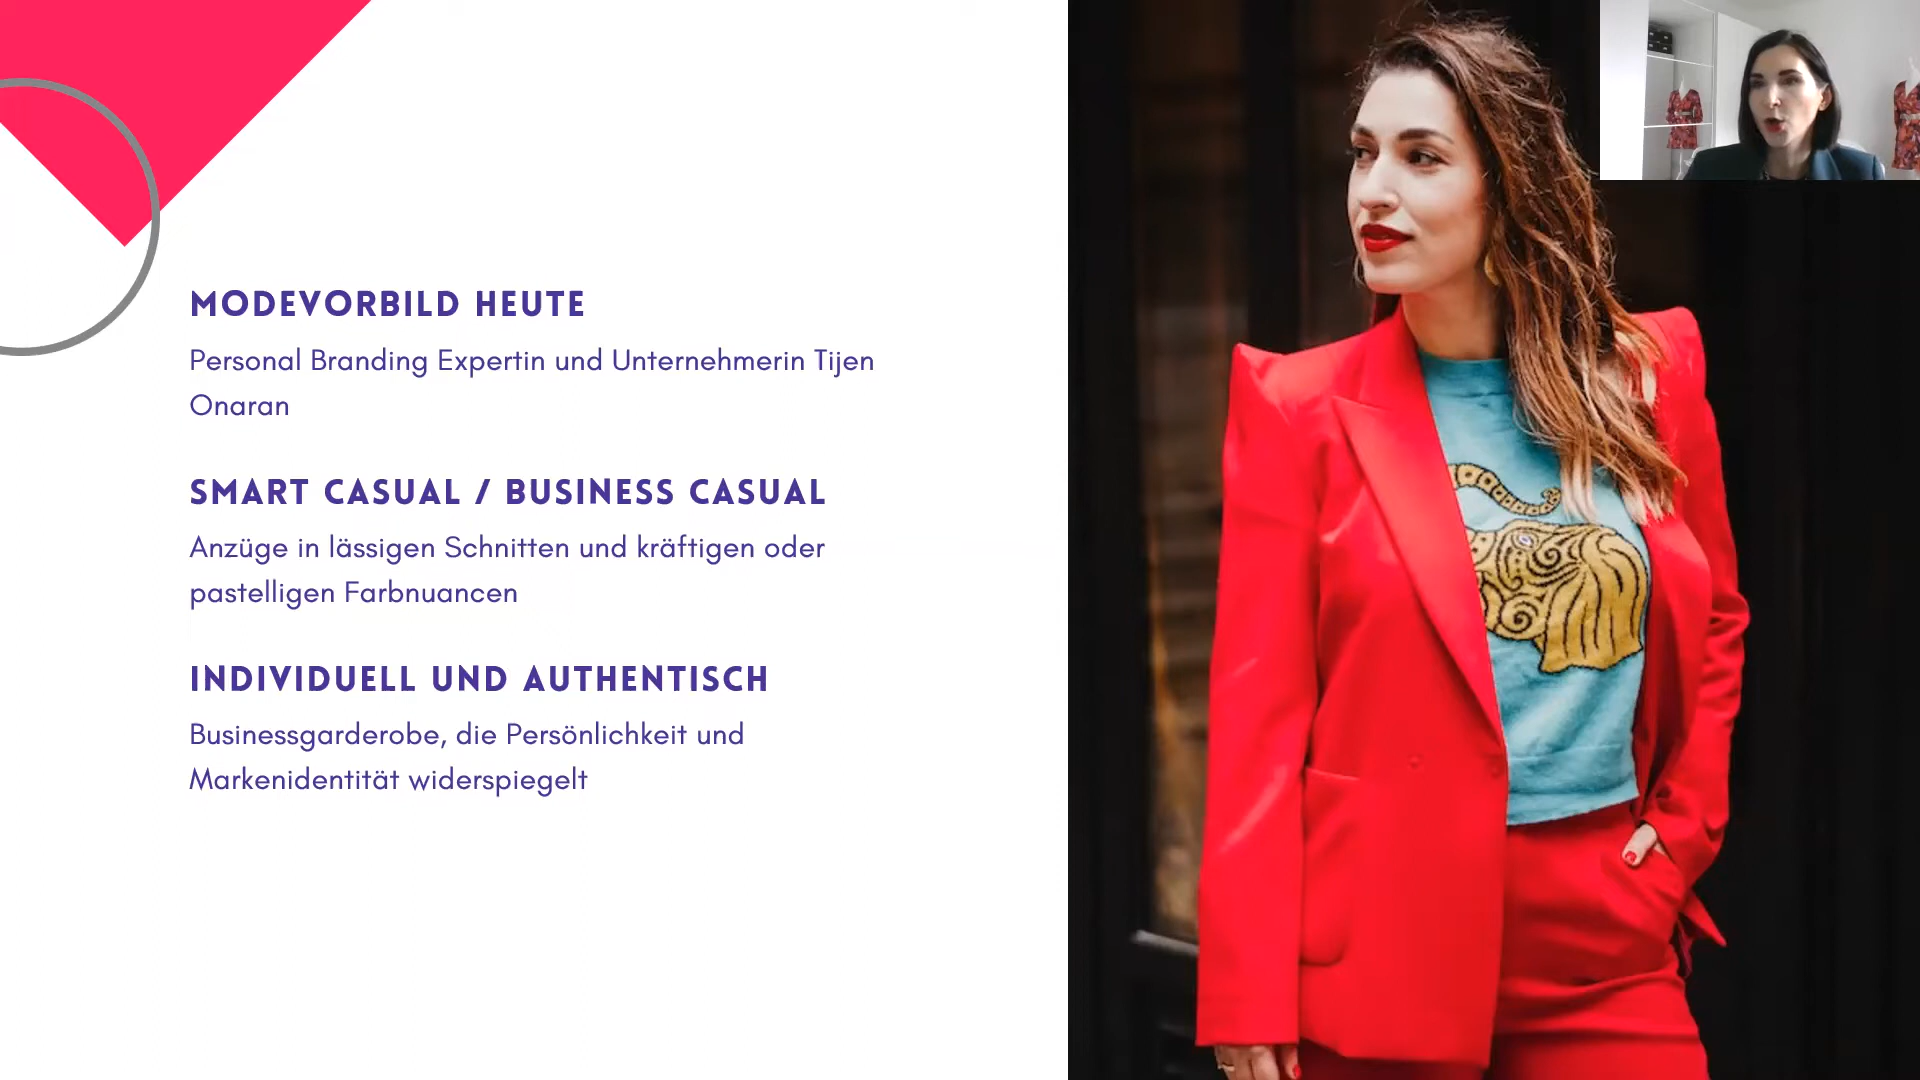 MODEVORBILD HEUTE
Personal Branding Expertin und Unternehmerin Tijen
Onaran
SMART CASUAL / BUSINESS CASUAL
Anzüge in lässigen Schnitten und kräftigen oder
pastelligen Farbnuancen
INDIVIDUELL UND AUTHENTISCH
Businessgarderobe, die Persönlichkeit und
Markenidentität widerspiegelt